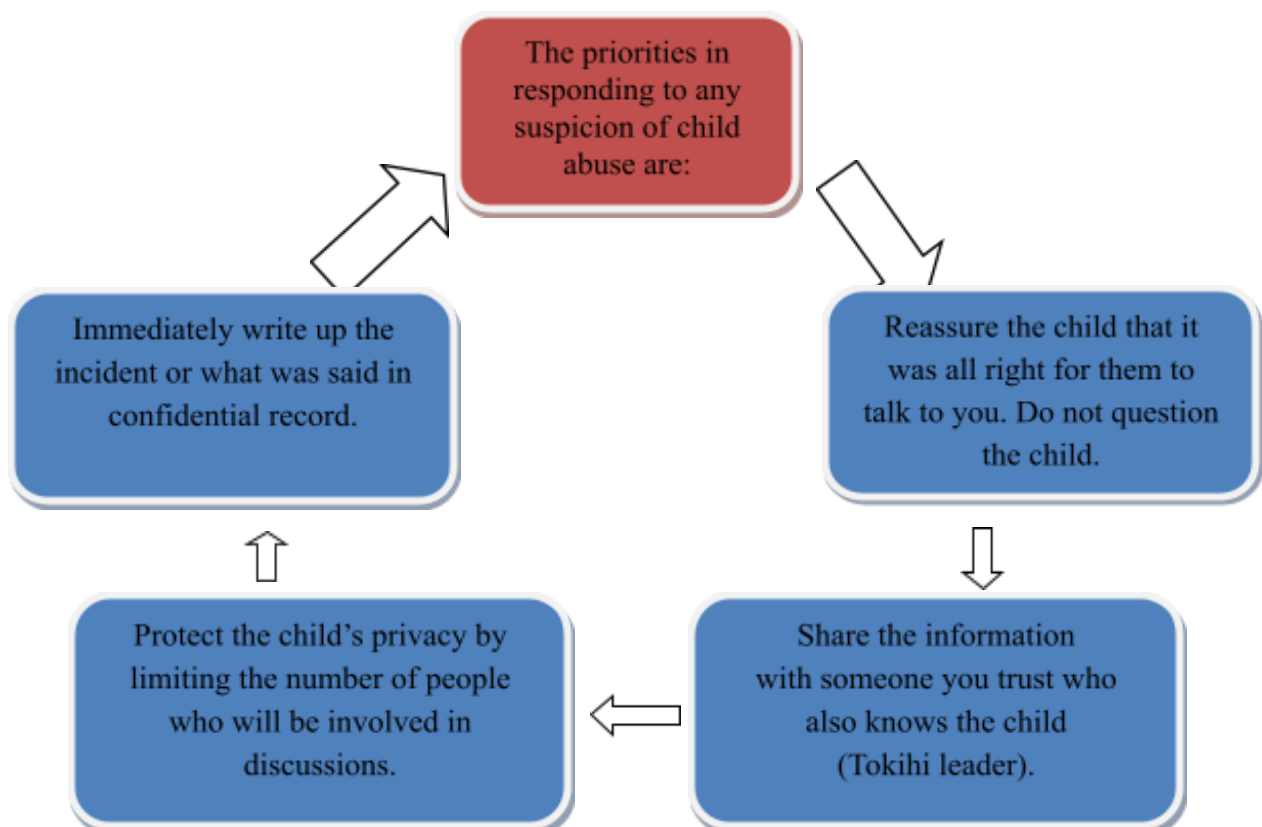 The priorities in
responding to any
suspicion of child
abuse are:
Reassure the child that it
was all right for them to
talk to you. Do not question
the child.
Share the information
with someone you trust who
also knows the child
(Tokihi leader).
Protect the child’s privacy by
limiting the number of people
who will be involved in
discussions.
Immediately write up the
incident or what was said in
confidential record.